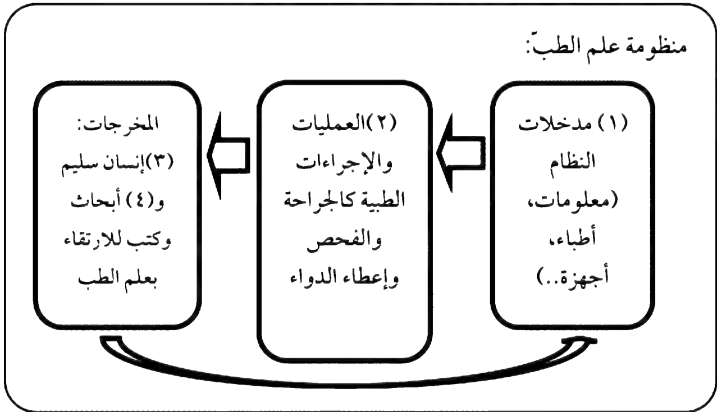 منظومة علم الطبّ:
(١) مدخلات
النظام
(معلومات،
أطباء،
أجهزة..)
(٢)العمليات
والإجراءات
الطبية كالجراحة
والفحص
وإعطاء الدواء
المخرجات:
(٣)إنسان سليم
و(٤) أبحاث
وكتب للارتقاء
بعلم الطب